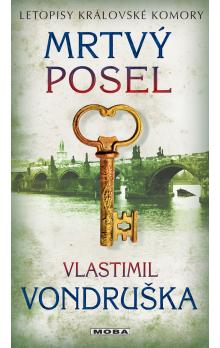 LETOPISY KRÁLOVSKÉ KOMORY
MRTVÝ
POSEL
VLASTIMIL
VONDRUŠKA
MOBA